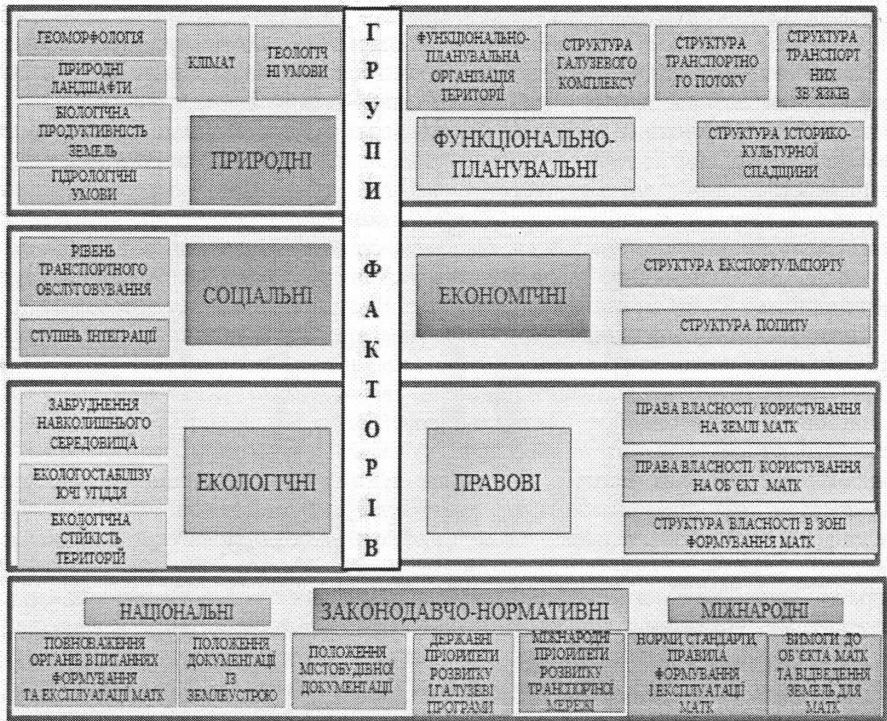 ГЕОМОРФОЛОГІЯ
ПРИРОДНІ
ЛАНДШАФТИ
БІОЛОГІЧНА
ПРОДУКТИВНІСТЬ
ЗЕМЕЛЬ
ГІДРОЛОГІЧНІ
УМОВИ
КЛІМАТ
ГЕОЛОГІЧ
НІ УМОВИ
ПРИРОДНІ
ГРУПИ ФАКТОРІВ
ФУНКЦІОНАЛЬНО-
ПЛАНУВАЛЬНА
ОРГАНІЗАЦІЯ
ТЕРИТОРІЇ
СТРУКТУРА
ГАЛУЗЕВОГО
КОМПЛЕКСУ
СТРУКТУРА
ТРАНСПОРТНО
ГО ПОТОКУ
СТРУКТУРА
ТРАНСПОРТ
НИХ
ЗВ`ЯЗКІВ
ФУНКЦІОНАЛЬНО-
ПЛАНУВАЛЬНІ
СТРУКТУРА ІСТОРИКО-
КУЛЬТУРНОЇ
СПАДЩИНИ
РІВЕНЬ
ТРАНСПОРТНОГО
ОБСЛУГОВУВАННЯ
СТУПІНЬ ІНТЕГРАЦІЇ
СОЦІАЛЬНІ
ЕКОНОМІЧНІ
СТРУКТУРА ЕКСПОРТУ/ІМПОРТУ
СТРУКТУРА ПОПИТУ
ЗАБРУДНЕННЯ
НАВКОЛИШНЬОГО
СЕРЕДОВИЩА
ЕКОЛОГОСТАБІЛІЗУ
ЮЧІ УГІДДЯ
ЕКОЛОГІЧНА
СТІЙКІСТЬ
ТЕРИТОРІЙ
ЕКОЛОГІЧНІ
ПРАВОВІ
ПРАВА ВЛАСНОСТІ КОРИСТУВАННЯ
НА ЗЕМЛІ МАТК
ПРАВА ВЛАСНОСТІ КОРИСТУВАННЯ
НА ОБ`ЄКТ МАТК
СТРУКТУРА ВЛАСНОСТІ В ЗОНІ
ФОРМУВАННЯ МАТК
НАЦІОНАЛЬНІ
ЗАКОНОДАВЧО-НОРМАТИВНІ
МІЖНАРОДНІ
ПОВНОВАЖЕННЯ
ОРГАНІВ В ПИТАННЯХ
ФОРМУВАННЯ
ТА ЕКСПЛУАТАЦІЇ МАТК
ПОЛОЖЕННЯ
ДОКУМЕНТАЦІЇ
ІЗ
ЗЕМЛЕУСТРОЮ
ПОЛОЖЕННЯ
МІСТОБУДІВНОЇ
ДОКУМЕНТАЦІЇ
ДЕРЖАВНІ
ПРІОРИТЕТИ
РОЗВИТКУ
І ГАЛУЗЕВІ
ПРОГРАМИ
МІЖНАРОДНІ
ПРІОРИТЕТИ
РОЗВИТКУ
ТРАНСПОРТНОЇ
МЕРЕЖІ
НОРМИ СТАНДАРТИ,
ПРАВИЛА
ФОРМУВАННЯ
І ЕКСПЛУАТАЦІЇ
МАТК
ВИМОГИ ДО
ОБ`ЄКТА МАТК
ТА ВІДВЕДЕННЯ
ЗЕМЕЛЬ ДЛЯ
МАТК